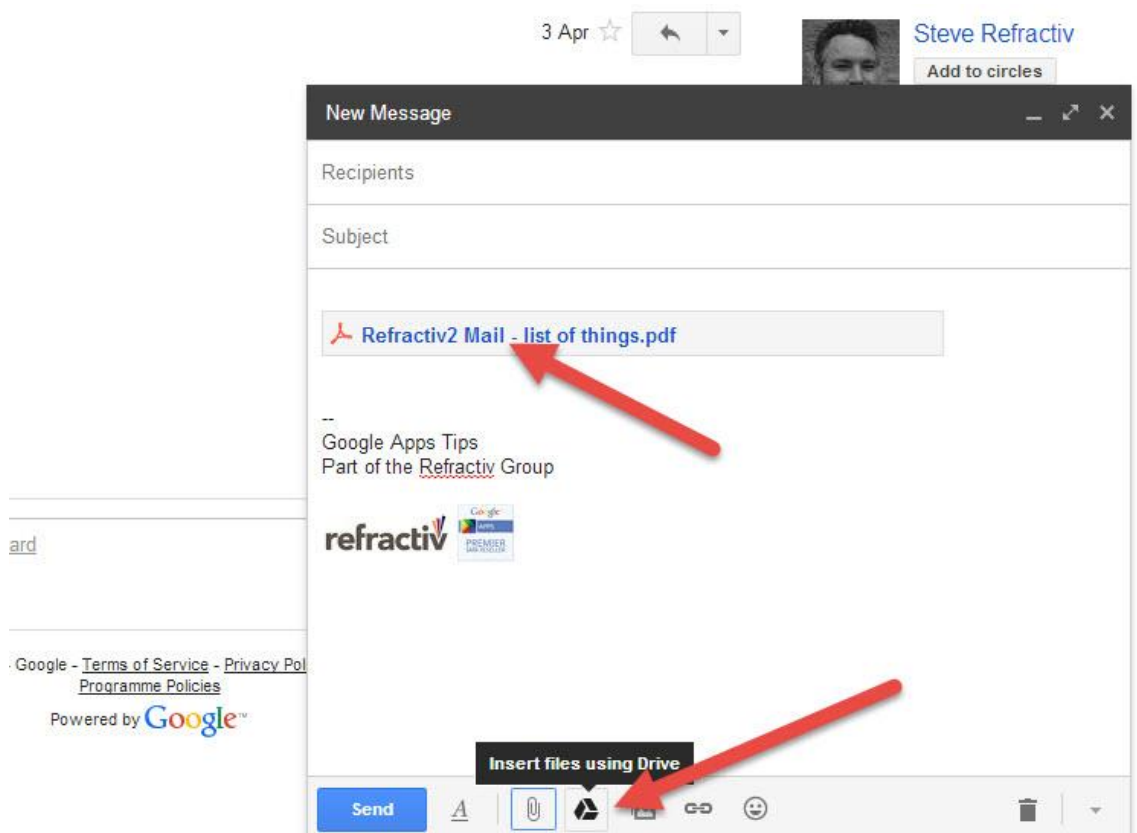 3 Apr
Steve Refractiv
Add to circles
New Message
Recipients
Subject
Refractiv2 Mail - list of things.pdf
--
Google Apps Tips
Part of the Refractiv Group
refractiv
Google
APPS
PREMIER
ard
Google - Terms of Service - Privacy Pol
Programme Policies
Powered by Google™
Insert files using Drive
Send
A